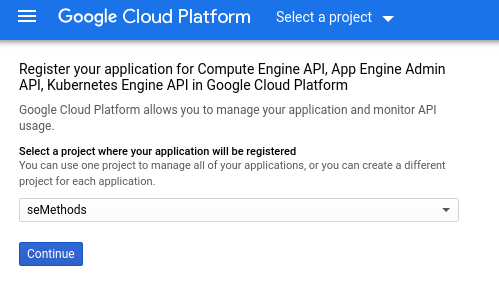 Google Cloud Platform Select a project
Register your application for Compute Engine API, App Engine Admin
API, Kubernetes Engine API in Google Cloud Platform
Google Cloud Platform allows you to manage your application and monitor API
usage.
Select a project where your application will be registered
You can use one project to manage all of your applications, or you can create a different
project for each application.
seMethods
Continue